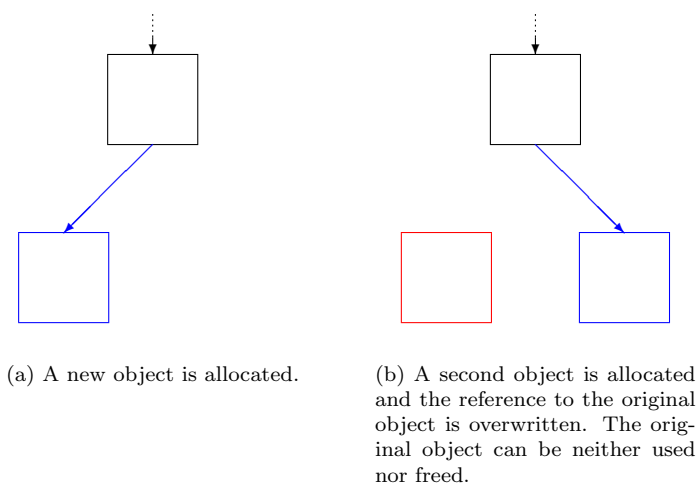 (a) A new object is allocated.
(b) A second object is allocated
and the reference to the original
object is overwritten. The orig-
inal object can be neither used
nor freed.